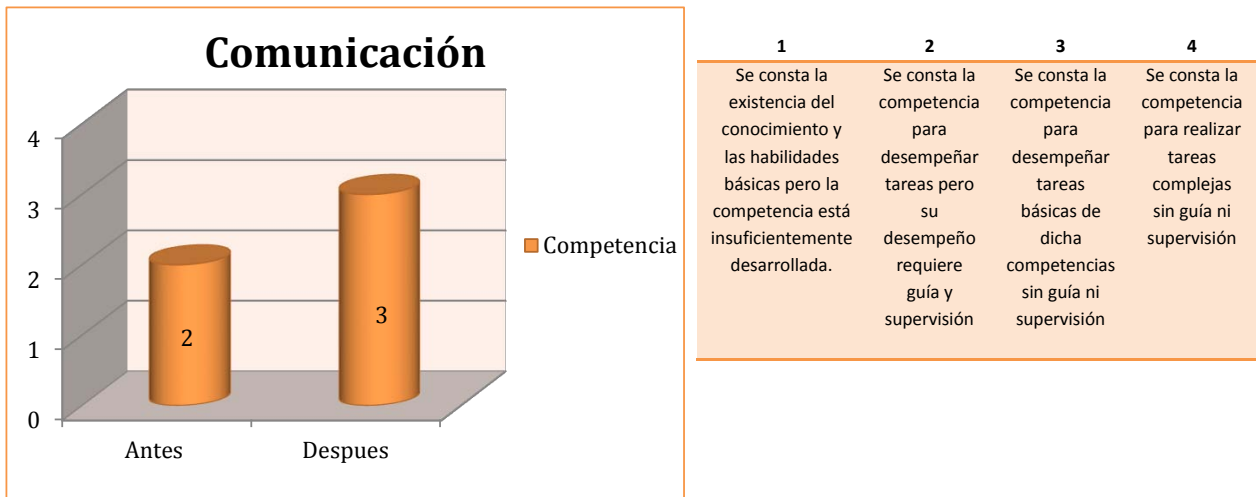 Comunicación
4
3
2
1
0
2
3
Antes
Despues
Competencia
1
2
3
4
Se consta la
existencia del
conocimiento y
las habilidades
básicas pero la
competencia está
insuficientemente
desarrollada.
Se consta la
competencia
para
desempeñar
tareas pero
su
desempeño
requiere
guía y
supervisión
Se consta la
competencia
para
desempeñar
tareas
básicas de
dicha
competencias
sin guía ni
supervisión
Se consta la
competencia
para realizar
tareas
complejas
sin guía ni
supervisión